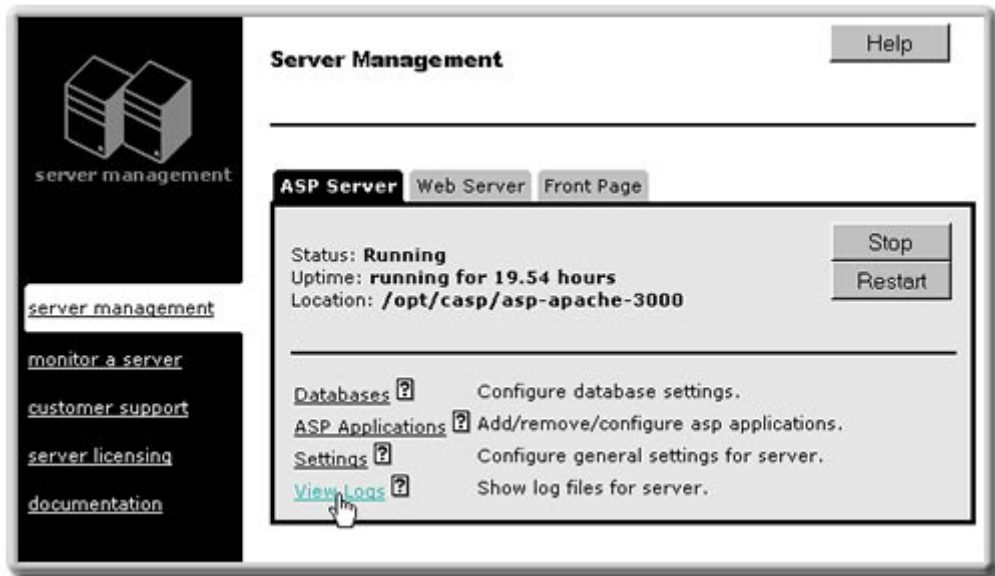 server management
server management
monitor a server
customer support
server licensing
documentation
Server Management
Help
ASP Server Web Server Front Page
Status: Running
Uptime: running for 19.54 hours
Location: /opt/casp/asp-apache-3000
Stop
Restart
Databases ? Configure database settings.
ASP Applications ? Add/remove/configure asp applications.
Settings ? Configure general settings for server.
View Logs ? Show log files for server.